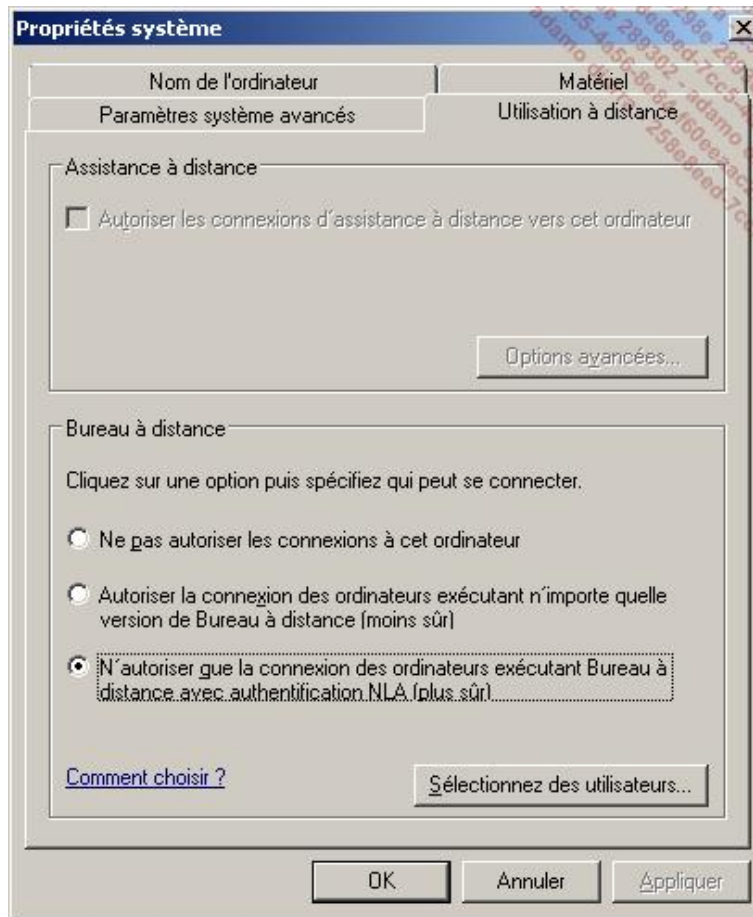 Propriétés système
Nom de l'ordinateur
Matériel
Paramètres système avancés
Utilisation à distance
Assistance à distance
Autoriser les connexions d'assistance à distance vers cet ordinateur
Options avancées...
Bureau à distance
Cliquez sur une option puis spécifiez qui peut se connecter.
Ne pas autoriser les connexions à cet ordinateur
Autoriser la connexion des ordinateurs exécutant n'importe quelle
version de Bureau à distance (moins sûr)
N'autoriser que la connexion des ordinateurs exécutant Bureau à
distance avec authentification NLA (plus sûr)
Comment choisir ?
Sélectionnez des utilisateurs...
OK
Annuler
Appliquer